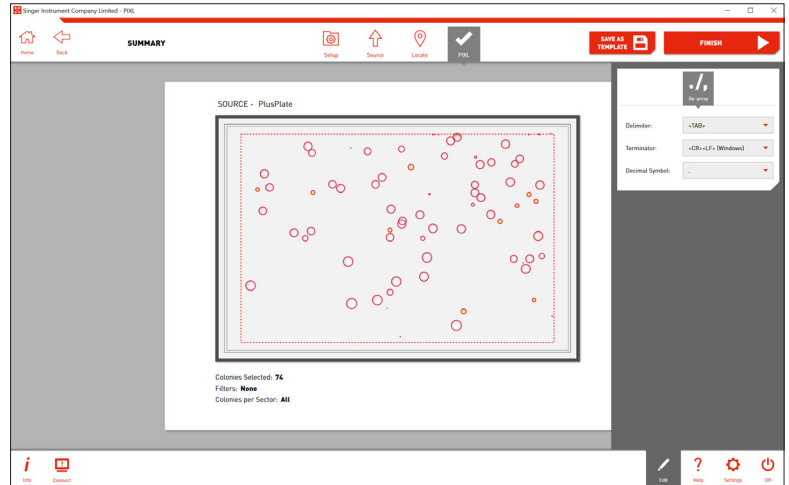 Singer Instrument Company Limited - PIXL
Home
Back
SUMMARY
Setup
Source
Locate
PIXL
SAVE AS
TEMPLATE
FINISH
SOURCE - PlusPlate
Re-array
Delimiter:
<TAB>
Terminator:
<CR><LF> (Windows)
Decimal Symbol:
.
Colonies Selected: 74
Filters: None
Colonies per Sector: All
Info
Connect
Edit
Help
Settings
Off